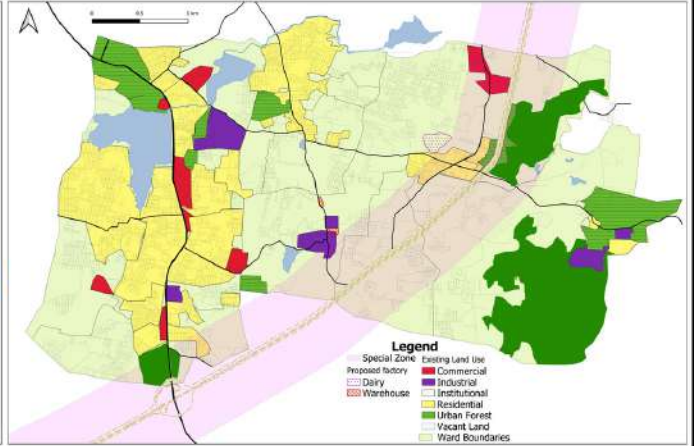 0 0.5 1 km
Legend
Special Zone
Existing Land Use
Proposed factory
Commercial
Dairy
Industrial
Warehouse
Institutional
Residential
Urban Forest
Vacant Land
Ward Boundaries